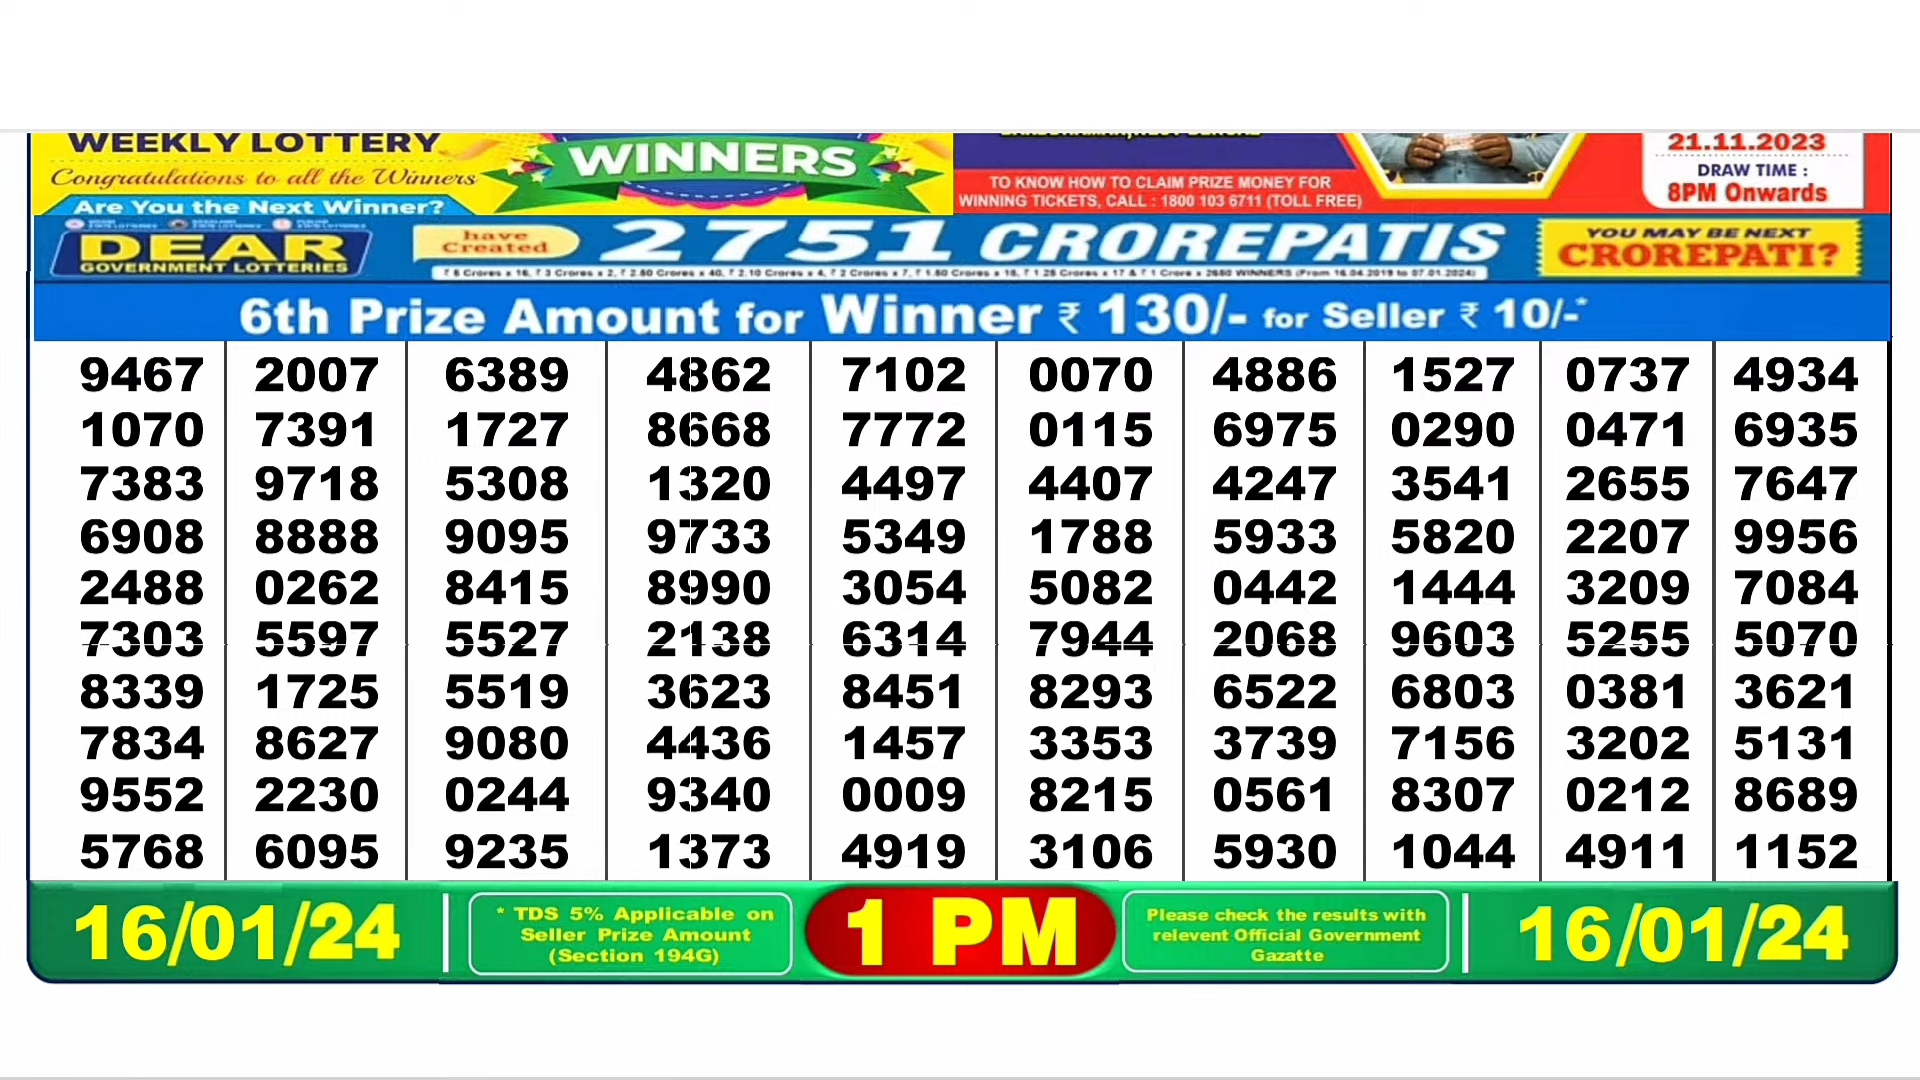 WEEKLY LOTTERY
Congratulations to all the Winners
Are You the Next Winner?
WINNERS
TO KNOW HOW TO CLAIM PRIZE MONEY FOR
WINNING TICKETS, CALL : 1800 103 6711 (TOLL FREE)
21.11.2023
DRAW TIME :
8PM Onwards
DEAR
GOVERNMENT LOTTERIES
have
Created
2751 CROREPATIS
YOU MAY BE NEXT
CROREPATI?
6th Prize Amount for Winner ₹ 130/- for Seller ₹ 10/-*
9467 2007 6389 4862 7102 0070 4886 1527 0737 4934
1070 7391 1727 8668 7772 0115 6975 0290 0471 6935
7383 9718 5308 1320 4497 4407 4247 3541 2655 7647
6908 8888 9095 9733 5349 1788 5933 5820 2207 9956
2488 0262 8415 8990 3054 5082 0442 1444 3209 7084
7303 5597 5527 2138 6314 7944 2068 9603 5255 5070
8339 1725 5519 3623 8451 8293 6522 6803 0381 3621
7834 8627 9080 4436 1457 3353 3739 7156 3202 5131
9552 2230 0244 9340 0009 8215 0561 8307 0212 8689
5768 6095 9235 1373 4919 3106 5930 1044 4911 1152
16/01/24
* TDS 5% Applicable on
Seller Prize Amount
(Section 194G)
1 PM
Please check the results with
relevent Official Government
Gazatte
16/01/24